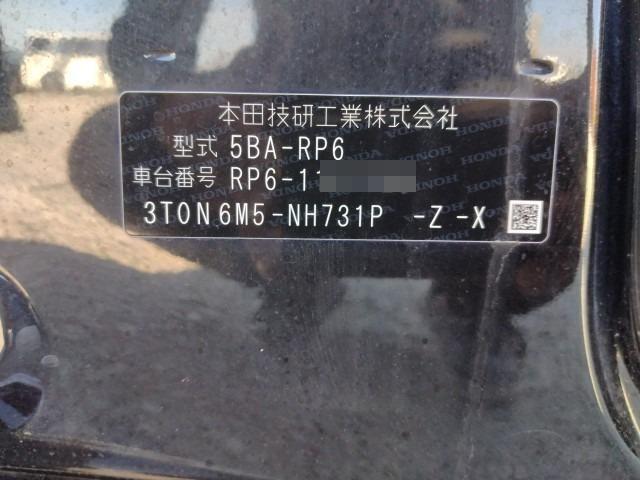 本田技研工業株式会社
型式 5BA-RP6
車台番号 RP6-11
3TON6M5-NH731P -Z -X